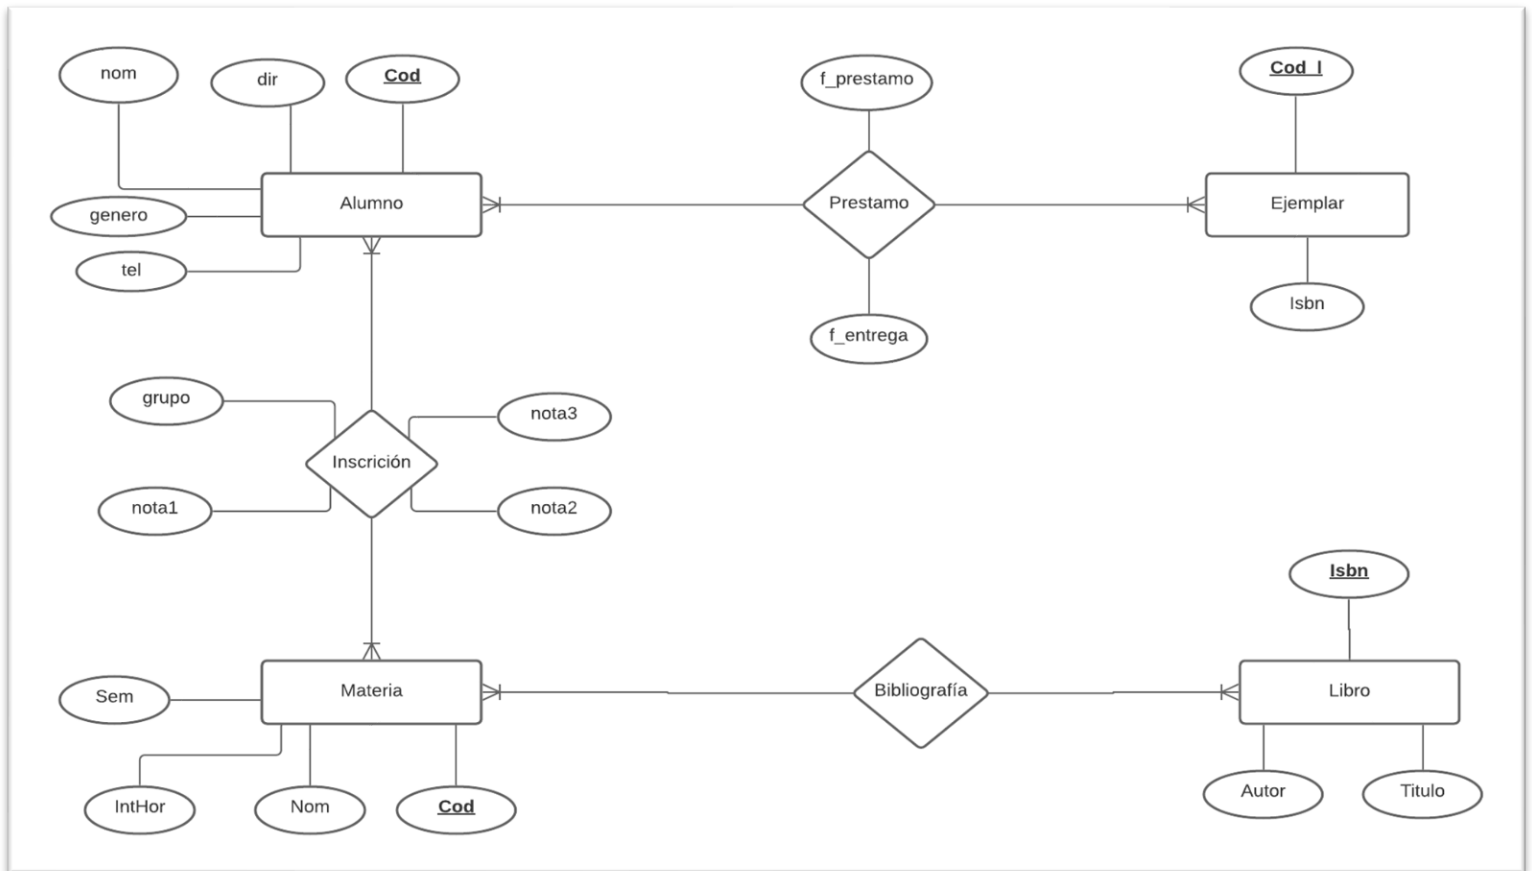 nom
dir
Cod
f_prestamo
Cod_l
Alumno
Prestamo
Ejemplar
genero
tel
Isbn
f_entrega
grupo
nota3
Inscrición
nota1
nota2
Isbn
Sem
Materia
Bibliografía
Libro
IntHor
Nom
Cod
Autor
Titulo